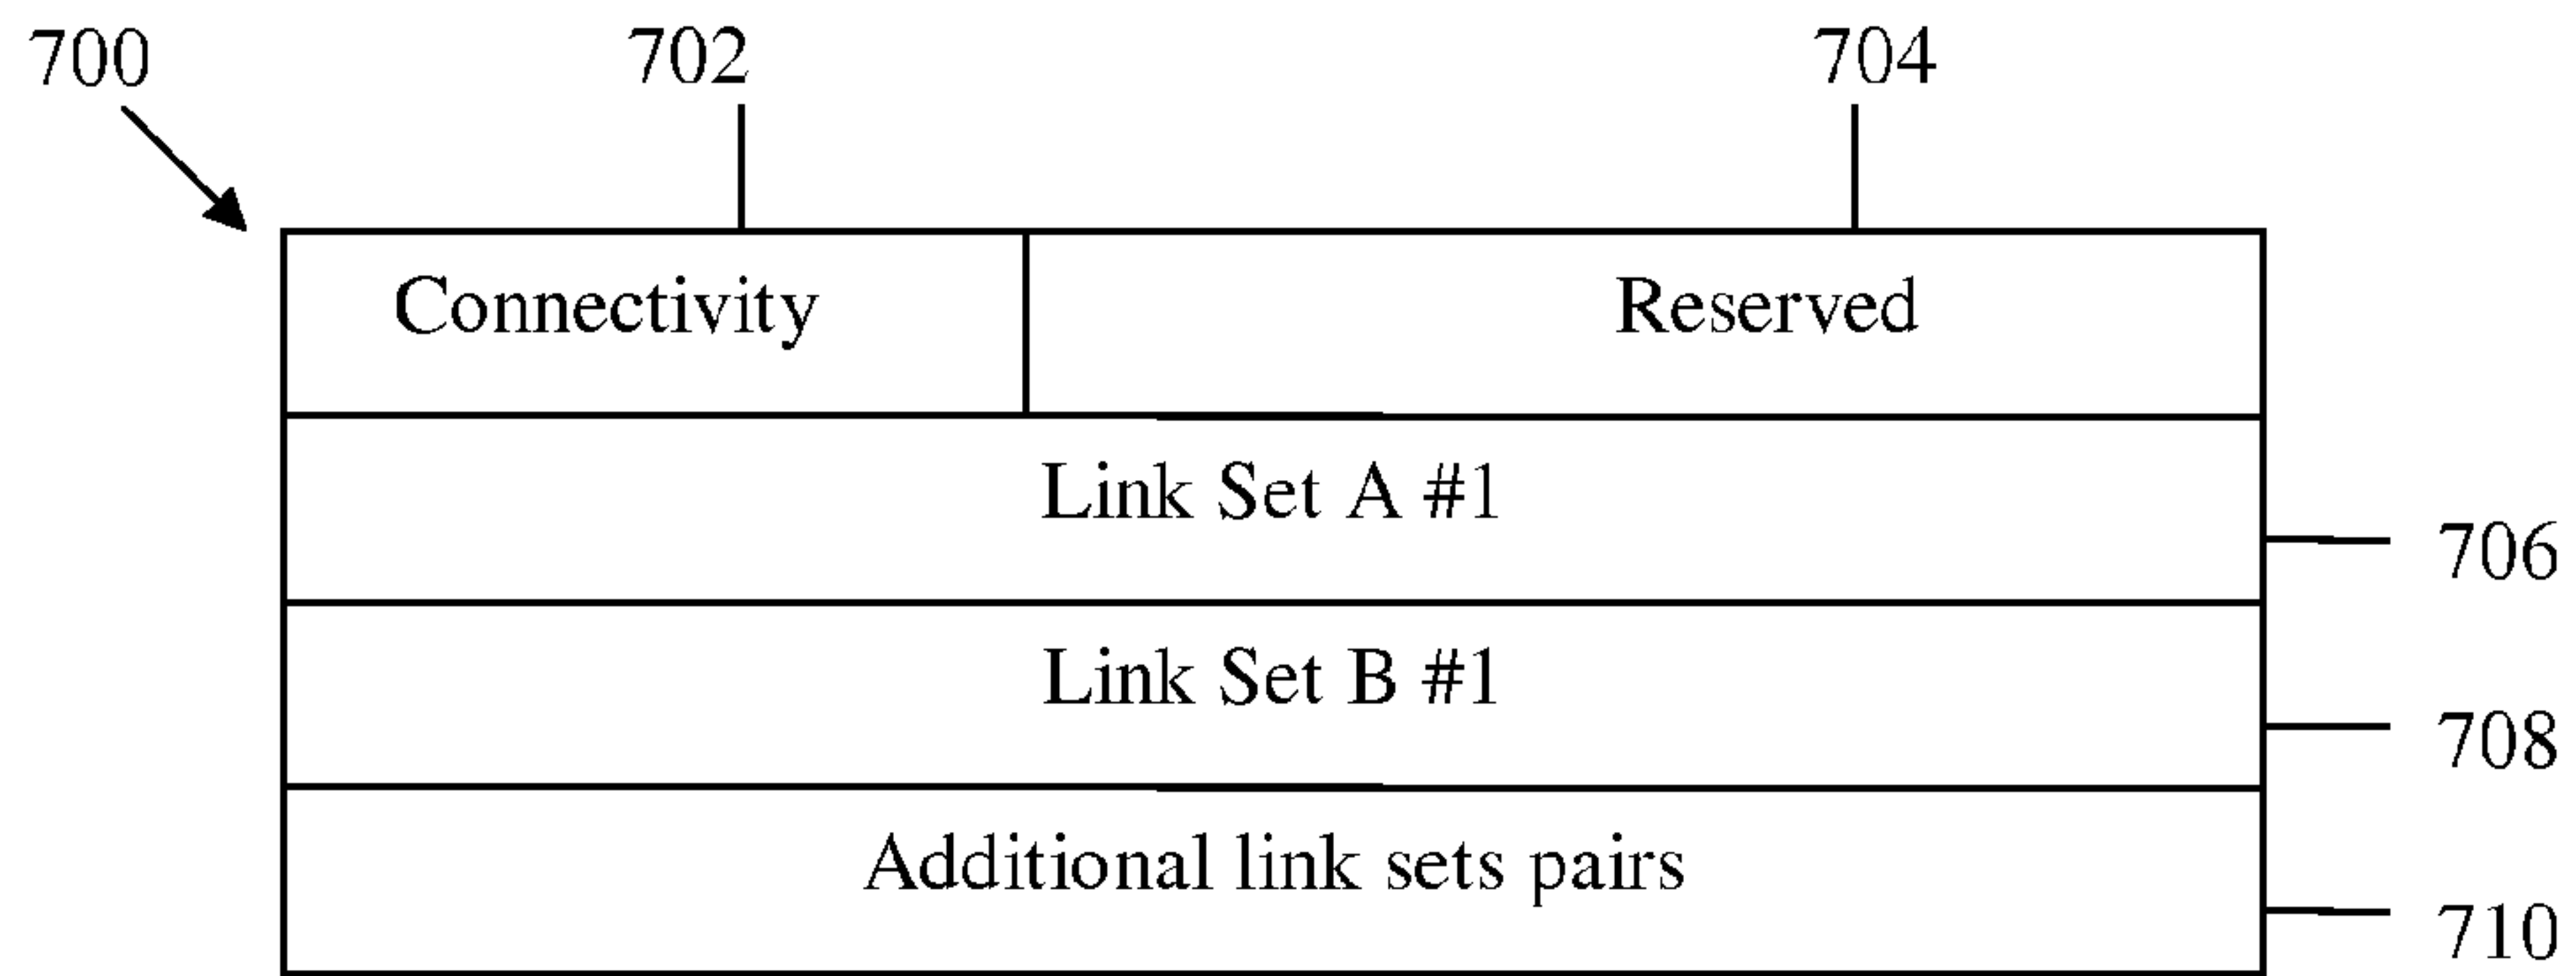 700 702 704
Connectivity Reserved
Link Set A #1
706
Link Set B #1
708
Additional link sets pairs
710